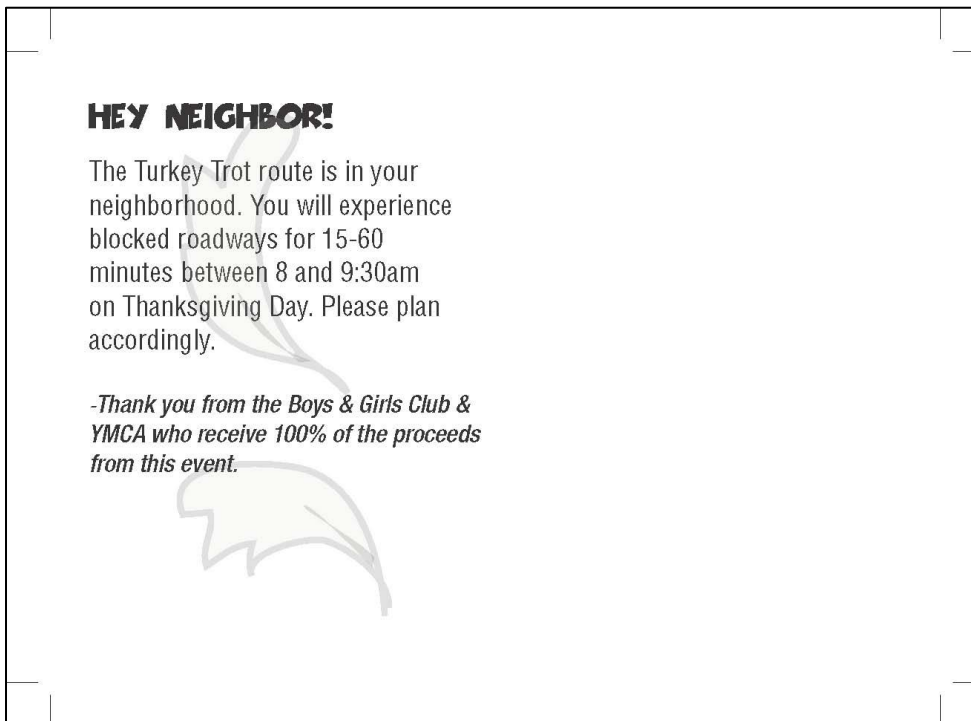 HEY NEIGHBOR!
The Turkey Trot route is in your
neighborhood. You will experience
blocked roadways for 15-60
minutes between 8 and 9:30am
on Thanksgiving Day. Please plan
accordingly.
-Thank you from the Boys & Girls Club &
YMCA who receive 100% of the proceeds
from this event.